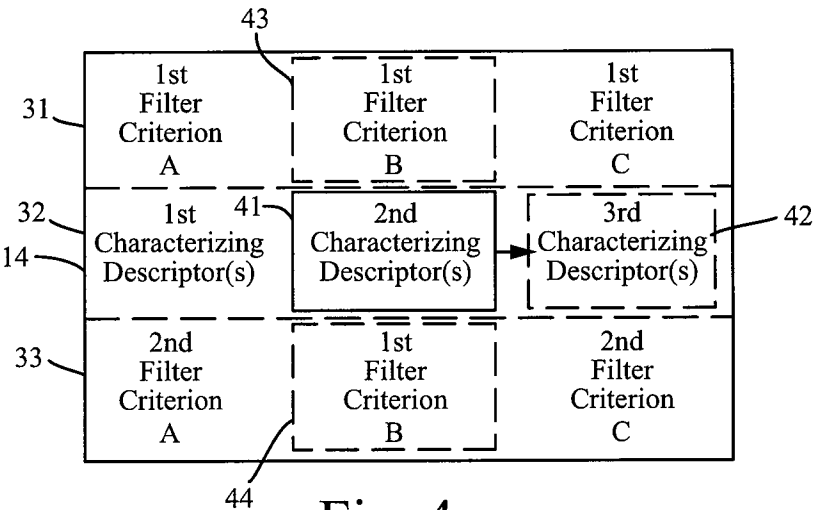 43
1st
Filter
Criterion
A
1st
Filter
Criterion
B
1st
Filter
Criterion
C
31
32
14
1st
Characterizing
Descriptor(s)
41
2nd
Characterizing
Descriptor(s)
3rd
Characterizing
Descriptor(s)
42
33
2nd
Filter
Criterion
A
1st
Filter
Criterion
B
2nd
Filter
Criterion
C
44